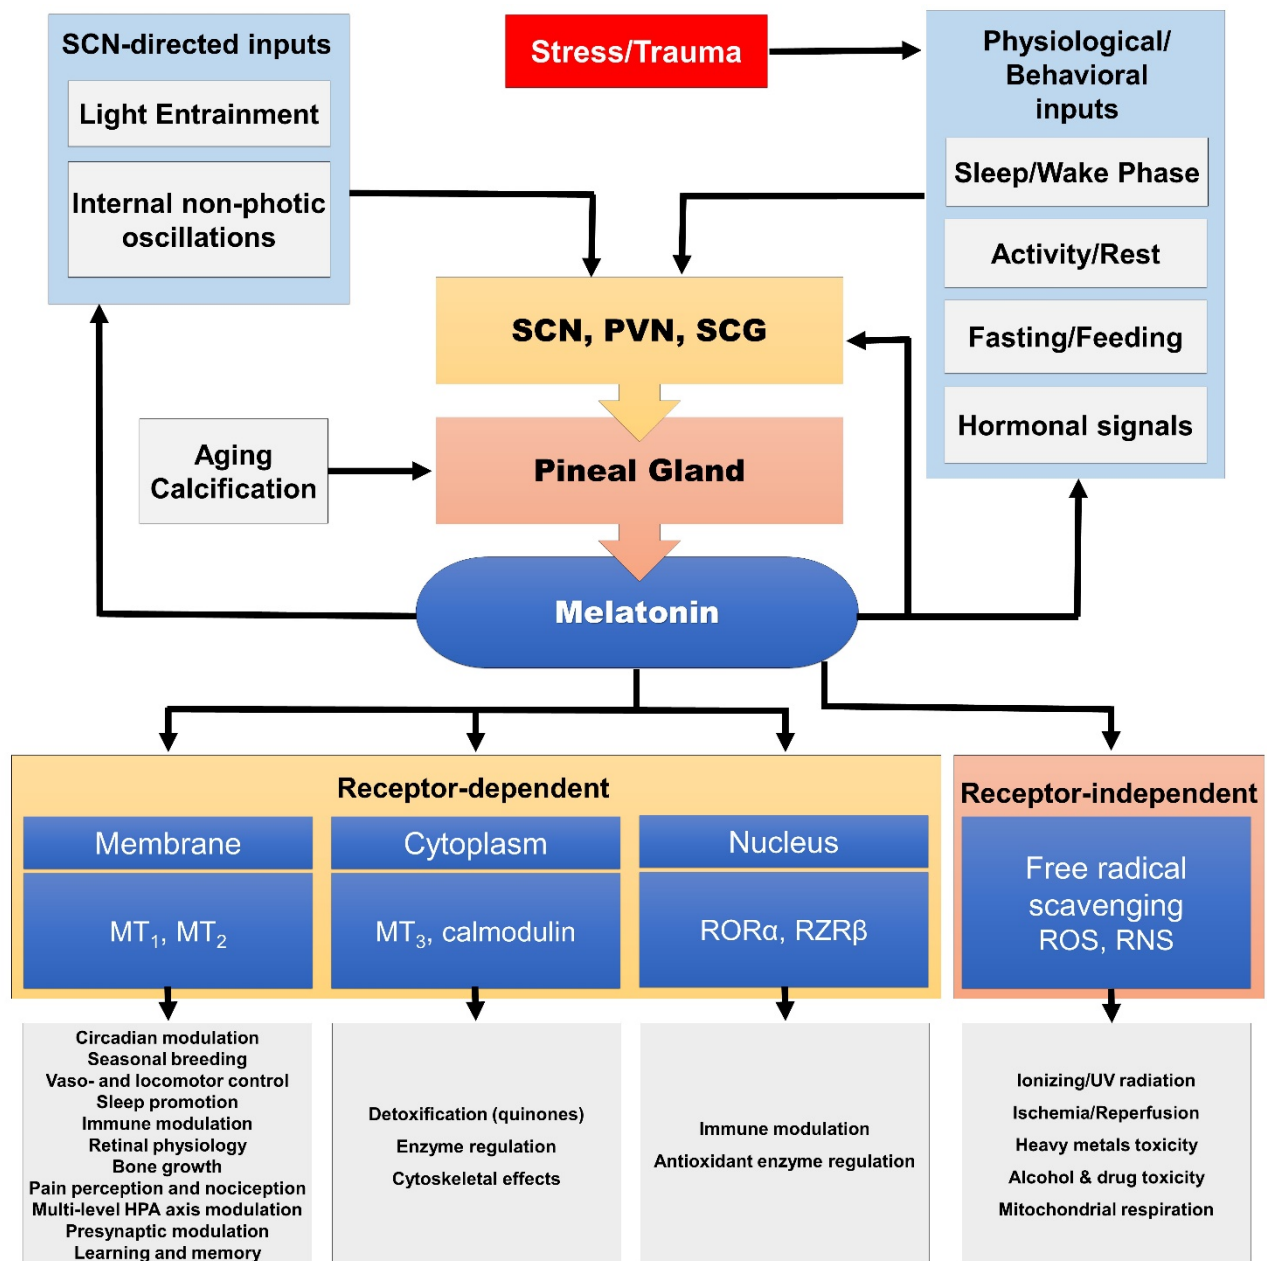 SCN-directed inputs
Light Entrainment
Internal non-photic
oscillations
Stress/Trauma
Physiological/
Behavioral
inputs
Sleep/Wake Phase
Activity/Rest
Fasting/Feeding
Hormonal signals
SCN, PVN, SCG
Aging
Calcification
Pineal Gland
Melatonin
Receptor-dependent
Membrane
MT₁, MT₂
Cytoplasm
MT₃, calmodulin
Nucleus
RORα, RZRβ
Receptor-independent
Free radical
scavenging
ROS, RNS
Circadian modulation
Seasonal breeding
Vaso- and locomotor control
Sleep promotion
Immune modulation
Retinal physiology
Bone growth
Pain perception and nociception
Multi-level HPA axis modulation
Presynaptic modulation
Learning and memory
Detoxification (quinones)
Enzyme regulation
Cytoskeletal effects
Immune modulation
Antioxidant enzyme regulation
Ionizing/UV radiation
Ischemia/Reperfusion
Heavy metals toxicity
Alcohol & drug toxicity
Mitochondrial respiration